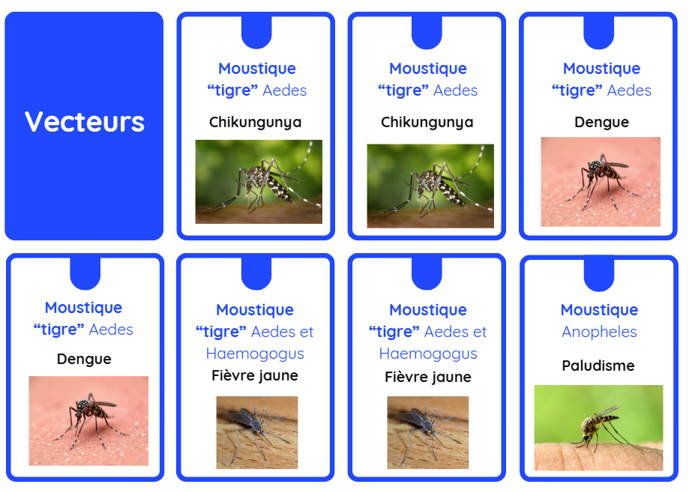 Vecteurs
Moustique
“tigre” Aedes
Chikungunya
Moustique
“tigre” Aedes
Chikungunya
Moustique
“tigre” Aedes
Dengue
Moustique
“tigre” Aedes
Dengue
Moustique
“tigre” Aedes et
Haemogogus
Fièvre jaune
Moustique
“tigre” Aedes et
Haemogogus
Fièvre jaune
Moustique
Anopheles
Paludisme